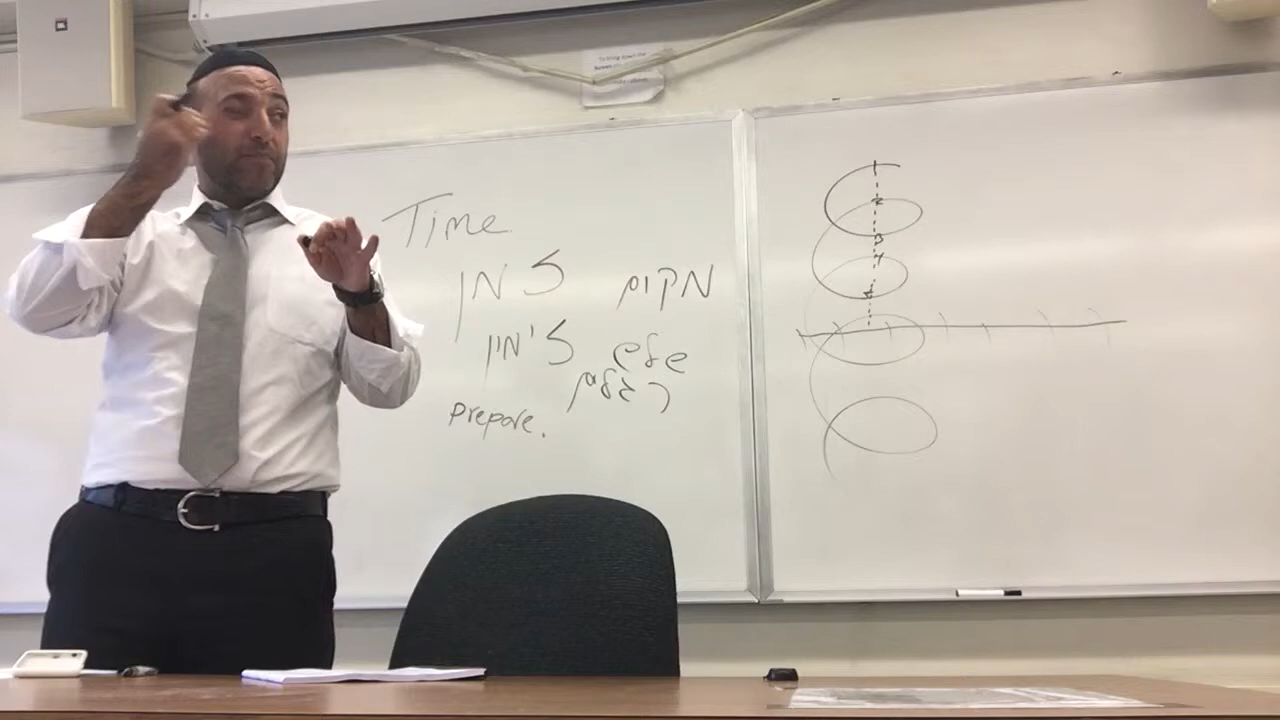 Time
מקום זמן
שלש זימון
רגלים
prepare.